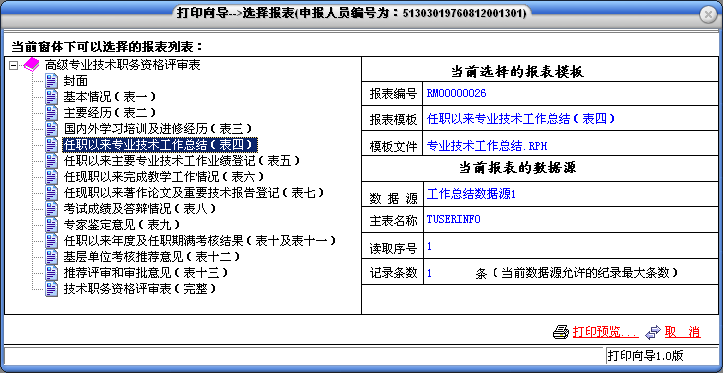 打印向导-->选择报表(申报人员编号为：51303019760812001301)
当前窗体下可以选择的报表列表：
高级专业技术职务资格评审表
封面
基本情况（表一）
主要经历（表二）
国内外学习培训及进修经历（表三）
任职以来专业技术工作总结（表四）
任职以来主要专业技术工作业绩登记（表五）
任现职以来完成教学工作情况（表六）
任现职以来著作论文及重要技术报告登记（表七）
考试成绩及答辩情况（表八）
专家鉴定意见（表九）
任职以来年度及任职期满考核结果（表十及表十一）
基层单位考核推荐意见（表十二）
推荐评审和审批意见（表十三）
技术职务资格评审表（完整）
当前选择的报表模板
报表编号 RM00000026
报表模板 任职以来专业技术工作总结（表四）
模板文件 专业技术工作总结.RPH
当前报表的数据源
数 据 源 工作总结数据源1
主表名称 TUSERINFO
读取序号 1
记录条数 1 条（当前数据源允许的纪录最大条数）
打印预览... 取 消
打印向导1.0版